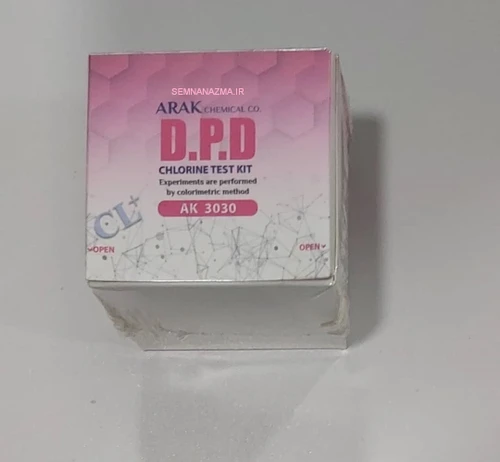 SEMNANAZMA.IR
ARAK CHEMICAL CO.
D.P.D
CHLORINE TEST KIT
Experiments are performed
by colorimetric method
AK 3030
CL+
OPEN OPEN